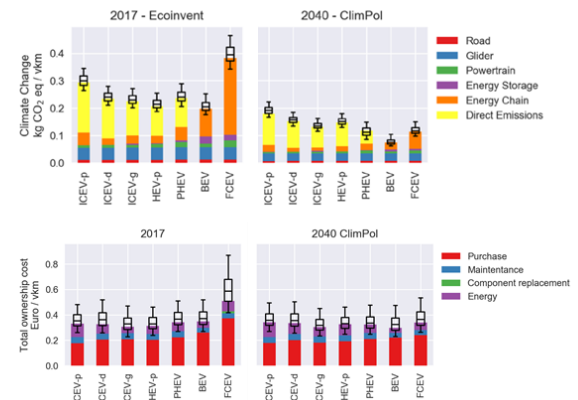 2017 - Ecoinvent
2040 - ClimPol
Climate Change
kg CO₂ eq / vkm
0.4
0.3
0.2
0.1
0.0
ICEV-p
ICEV-d
ICEV-g
HEV-p
PHEV
BEV
FCEV
ICEV-p
ICEV-d
ICEV-g
HEV-p
PHEV
BEV
FCEV
Road
Glider
Powertrain
Energy Storage
Energy Chain
Direct Emissions
2017
2040 ClimPol
Total ownership cost
Euro / vkm
0.8
0.6
0.4
0.2
0.0
CEV-p
CEV-d
CEV-g
HEV-p
PHEV
BEV
FCEV
CEV-p
CEV-d
CEV-g
HEV-p
PHEV
BEV
FCEV
Purchase
Maintentance
Component replacement
Energy